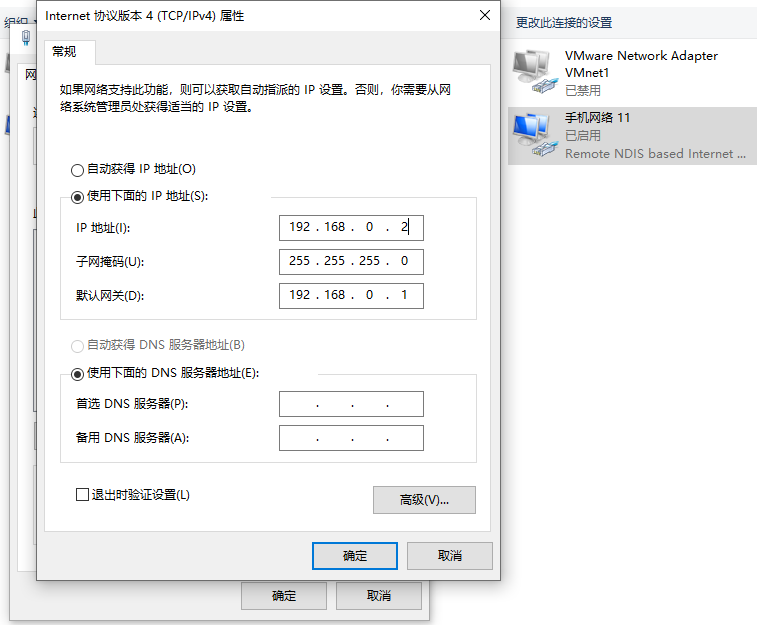 Internet 协议版本 4 (TCP/IPv4) 属性
常规
如果网络支持此功能，则可以获取自动指派的 IP 设置。否则，你需要从网
络系统管理员处获得适当的 IP 设置。
自动获得 IP 地址(O)
使用下面的 IP 地址(S):
IP 地址(I): 192 . 168 . 0 . 2
子网掩码(U): 255 . 255 . 255 . 0
默认网关(D): 192 . 168 . 0 . 1
自动获得 DNS 服务器地址(B)
使用下面的 DNS 服务器地址(E):
首选 DNS 服务器(P): . . .
备用 DNS 服务器(A): . . .
退出时验证设置(L)
高级(V)...
确定 取消
确定 取消
组织
网
更改此连接的设置
VMware Network Adapter
VMnet1
已禁用
手机网络 11
已启用
Remote NDIS based Internet ...